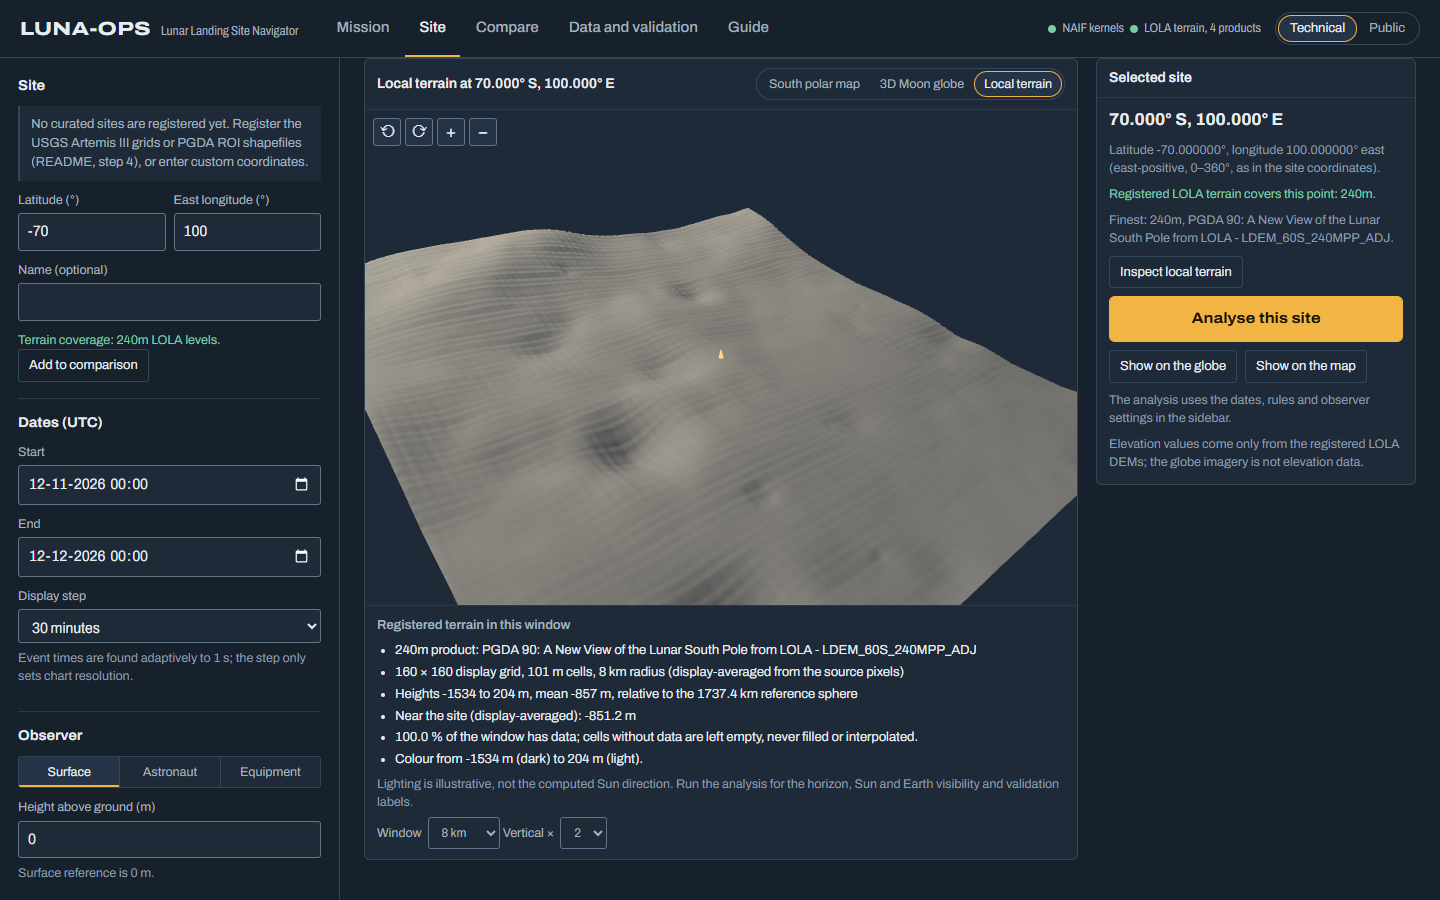 LUNA-OPS Lunar Landing Site Navigator
Mission
Site
Compare
Data and validation
Guide
NAIF kernels
LOLA terrain, 4 products
Technical
Public
Site
No curated sites are registered yet. Register the
USGS Artemis III grids or PGDA ROI shapefiles
(README, step 4), or enter custom coordinates.
Latitude (°)
East longitude (°)
-70
100
Name (optional)
Terrain coverage: 240m LOLA levels.
Add to comparison
Dates (UTC)
Start
12-11-2026 00:00
End
12-12-2026 00:00
Display step
30 minutes
Event times are found adaptively to 1 s; the step only
sets chart resolution.
Observer
Surface
Astronaut
Equipment
Height above ground (m)
0
Surface reference is 0 m.
Local terrain at 70.000° S, 100.000° E
South polar map
3D Moon globe
Local terrain
+
−
Registered terrain in this window
• 240m product: PGDA 90: A New View of the Lunar South Pole from LOLA - LDEM_60S_240MPP_ADJ
• 160 × 160 display grid, 101 m cells, 8 km radius (display-averaged from the source pixels)
• Heights -1534 to 204 m, mean -857 m, relative to the 1737.4 km reference sphere
• Near the site (display-averaged): -851.2 m
• 100.0 % of the window has data; cells without data are left empty, never filled or interpolated.
• Colour from -1534 m (dark) to 204 m (light).
Lighting is illustrative, not the computed Sun direction. Run the analysis for the horizon, Sun and Earth visibility and validation
labels.
Window
8 km
Vertical ×
2
Selected site
70.000° S, 100.000° E
Latitude -70.000000°, longitude 100.000000° east
(east-positive, 0–360°, as in the site coordinates).
Registered LOLA terrain covers this point: 240m.
Finest: 240m, PGDA 90: A New View of the Lunar
South Pole from LOLA - LDEM_60S_240MPP_ADJ.
Inspect local terrain
Analyse this site
Show on the globe
Show on the map
The analysis uses the dates, rules and observer
settings in the sidebar.
Elevation values come only from the registered LOLA
DEMs; the globe imagery is not elevation data.